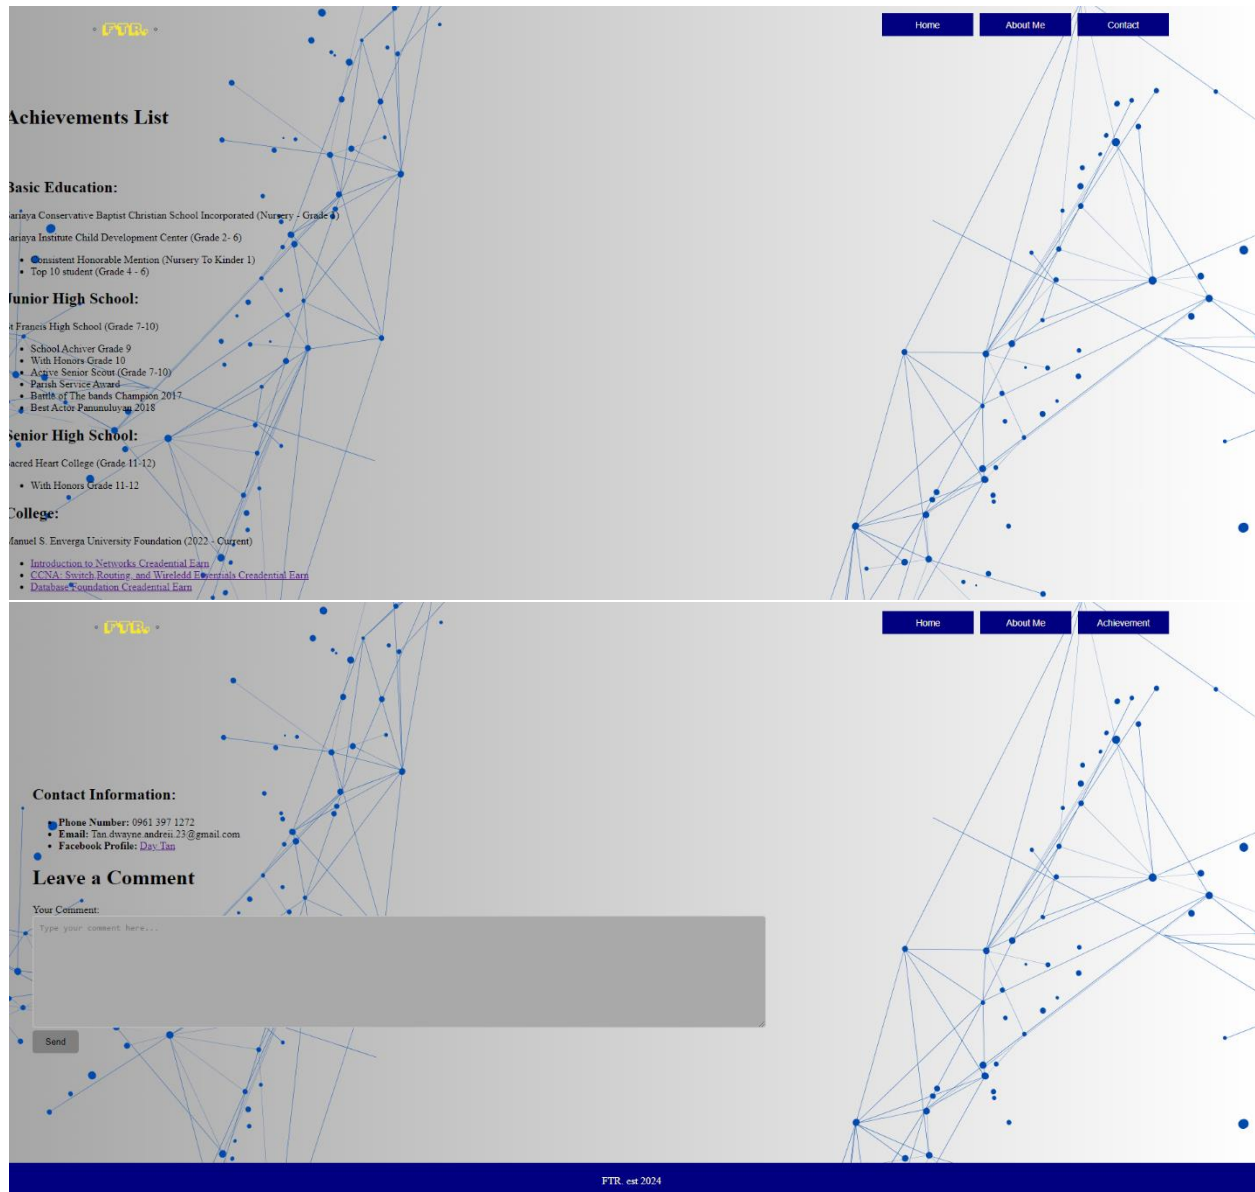 FTR.
Home
About Me
Contact
Achievements List
Basic Education:
Sariaya Conservative Baptist Christian School Incorporated (Nursery - Grade 1)
Sariaya Institute Child Development Center (Grade 2- 6)
Consistent Honorable Mention (Nursery To Kinder 1)
Top 10 student (Grade 4 - 6)
Junior High School:
St Francis High School (Grade 7-10)
School Achiver Grade 9
With Honors Grade 10
Active Senior Scout (Grade 7-10)
Parish Service Award
Battle of The bands Champion 2017
Best Actor Panunuluyan 2018
Senior High School:
Sacred Heart College (Grade 11-12)
With Honors Grade 11-12
College:
Manuel S. Enverga University Foundation (2022 - Current)
Introduction to Networks Creadential Earn
CCNA: Switch,Routing, and Wireledd Essentials Creadential Earn
Database Foundation Creadential Earn
FTR.
Home
About Me
Achievement
Contact Information:
Phone Number: 0961 397 1272
Email: Tan.dwayne.andreii.23@gmail.com
Facebook Profile: Day Tan
Leave a Comment
Your Comment:
Type your comment here...
Send
FTR. est 2024